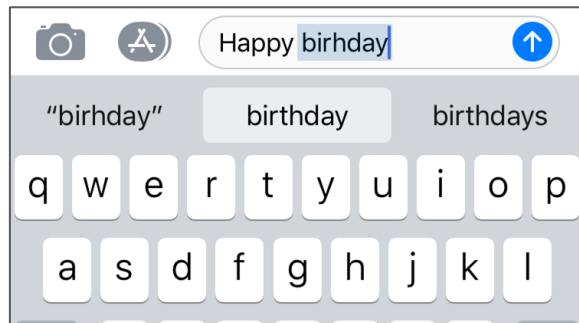 Happy birhday
“birhday” birthday birthdays
q w e r t y u i o p
a s d f g h j k l